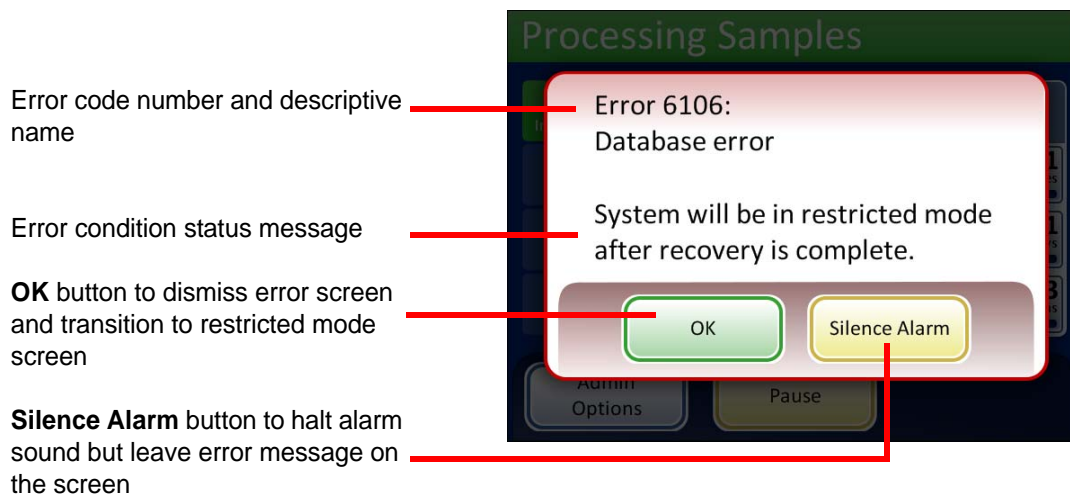 Processing Samples
Error code number and descriptive
name
Error 6106:
Database error
Error condition status message
System will be in restricted mode
after recovery is complete.
OK button to dismiss error screen
and transition to restricted mode
screen
OK
Silence Alarm
Silence Alarm button to halt alarm
sound but leave error message on
the screen
Admin
Options
Pause
1
1
3